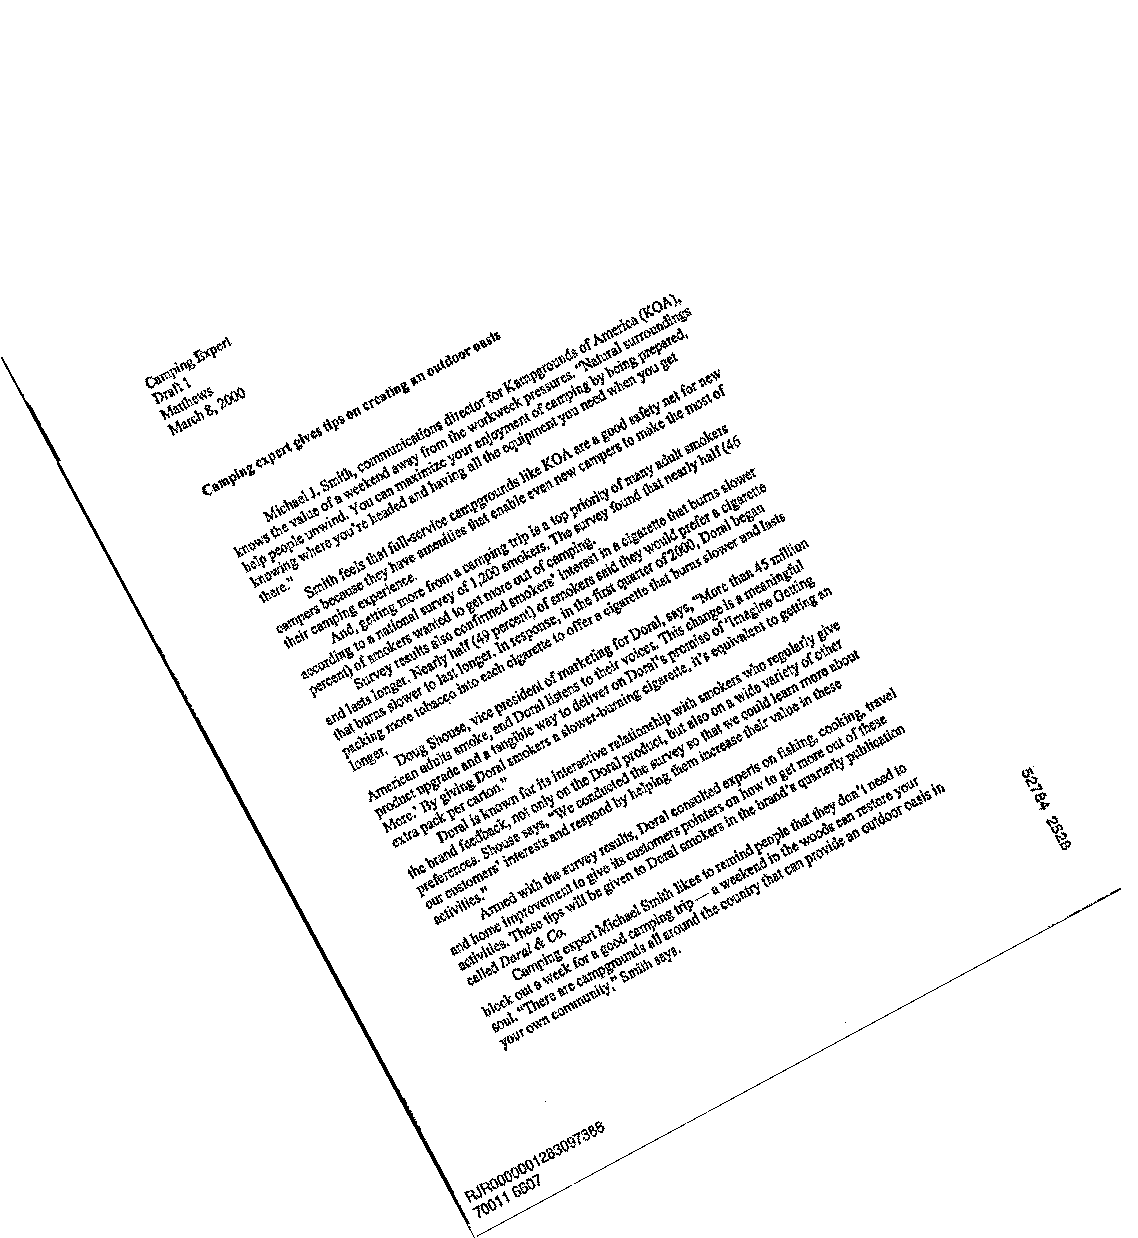 Camping Expert
Draft 1
Matthews
March 8, 2000
Camping expert gives tips on creating an outdoor oasis
Michael J. Smith, communications director for Kampgrounds of America (KOA),
knows the value of a weekend away from the workweek pressures. "Natural surroundings
help people unwind. You can maximize your enjoyment of camping by being prepared,
knowing where you're headed and having all the equipment you need when you get
there."
Smith feels that full-service campgrounds like KOA are a good safety net for new
campers because they have amenities that enable even new campers to make the most of
their camping experience.
And, getting more from a camping trip is a top priority of many adult smokers
according to a national survey of 1,200 smokers. The survey found that nearly half (46
percent) of smokers wanted to get more out of camping.
Survey results also confirmed smokers' interest in a cigarette that burns slower
and lasts longer. Nearly half (49 percent) of smokers said they would prefer a cigarette
that burns slower to last longer. In response, in the first quarter of 2000, Doral began
packing more tobacco into each cigarette to offer a cigarette that burns slower and lasts
longer.
Doug Shouse, vice president of marketing for Doral, says, "More than 45 million
American adults smoke, and Doral listens to their voices. This change is a meaningful
product upgrade and a tangible way to deliver on Doral's promise of 'Imagine Getting
More.' By giving Doral smokers a slower-burning cigarette, it's equivalent to getting an
extra pack per carton."
Doral is known for its interactive relationship with smokers who regularly give
the brand feedback, not only on the Doral product, but also on a wide variety of other
preferences. Shouse says, "We conducted the survey so that we could learn more about
our customers' interests and respond by helping them increase their value in these
activities."
Armed with the survey results, Doral consulted experts on fishing, cooking, travel
and home improvement to give its customers pointers on how to get more out of these
activities. These tips will be given to Doral smokers in the brand's quarterly publication
called Doral & Co.
Camping expert Michael Smith likes to remind people that they don't need to
block out a week for a good camping trip — a weekend in the woods can restore your
soul. "There are campgrounds all around the country that can provide an outdoor oasis in
your own community," Smith says.
52784 2529
RJR0000001283097386
70011 6607